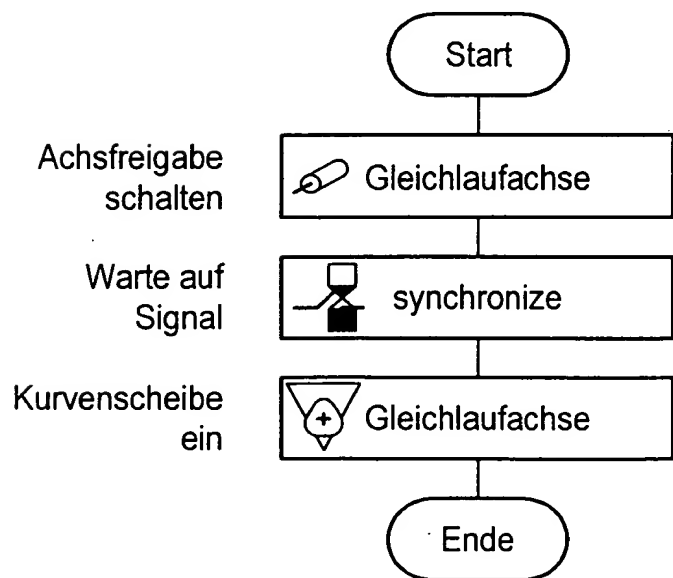 Start
Achsfreigabe
schalten
Gleichlaufachse
Warte auf
Signal
synchronize
Kurvenscheibe
ein
Gleichlaufachse
Ende